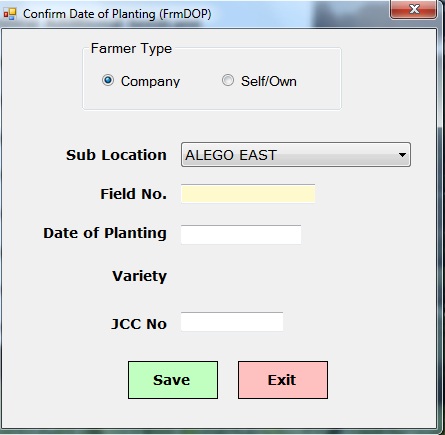 Confirm Date of Planting (FrmDOP)
Farmer Type
Company Self/Own
Sub Location ALEGO EAST
Field No.
Date of Planting
Variety
JCC No
Save Exit